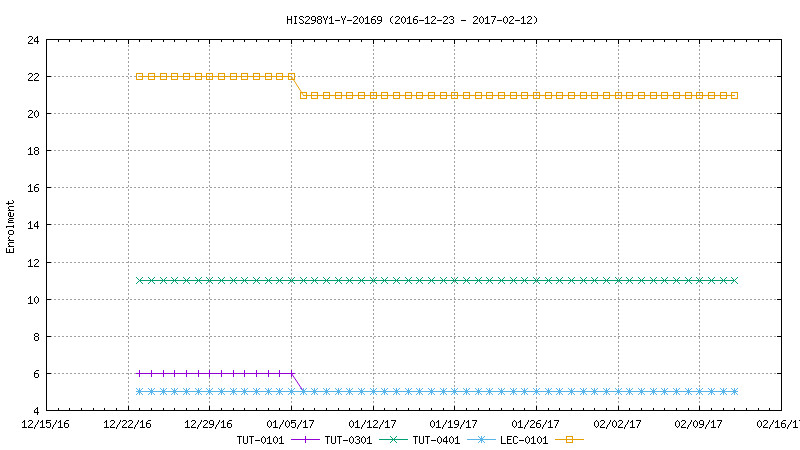 HIS298Y1-Y-20169 (2016-12-23 - 2017-02-12)
24
22
20
18
16
14
12
10
8
6
4
Enrolment
12/15/16 12/22/16 12/29/16 01/05/17 01/12/17 01/19/17 01/26/17 02/02/17 02/09/17 02/16/17
TUT-0101 TUT-0301 TUT-0401 LEC-0101